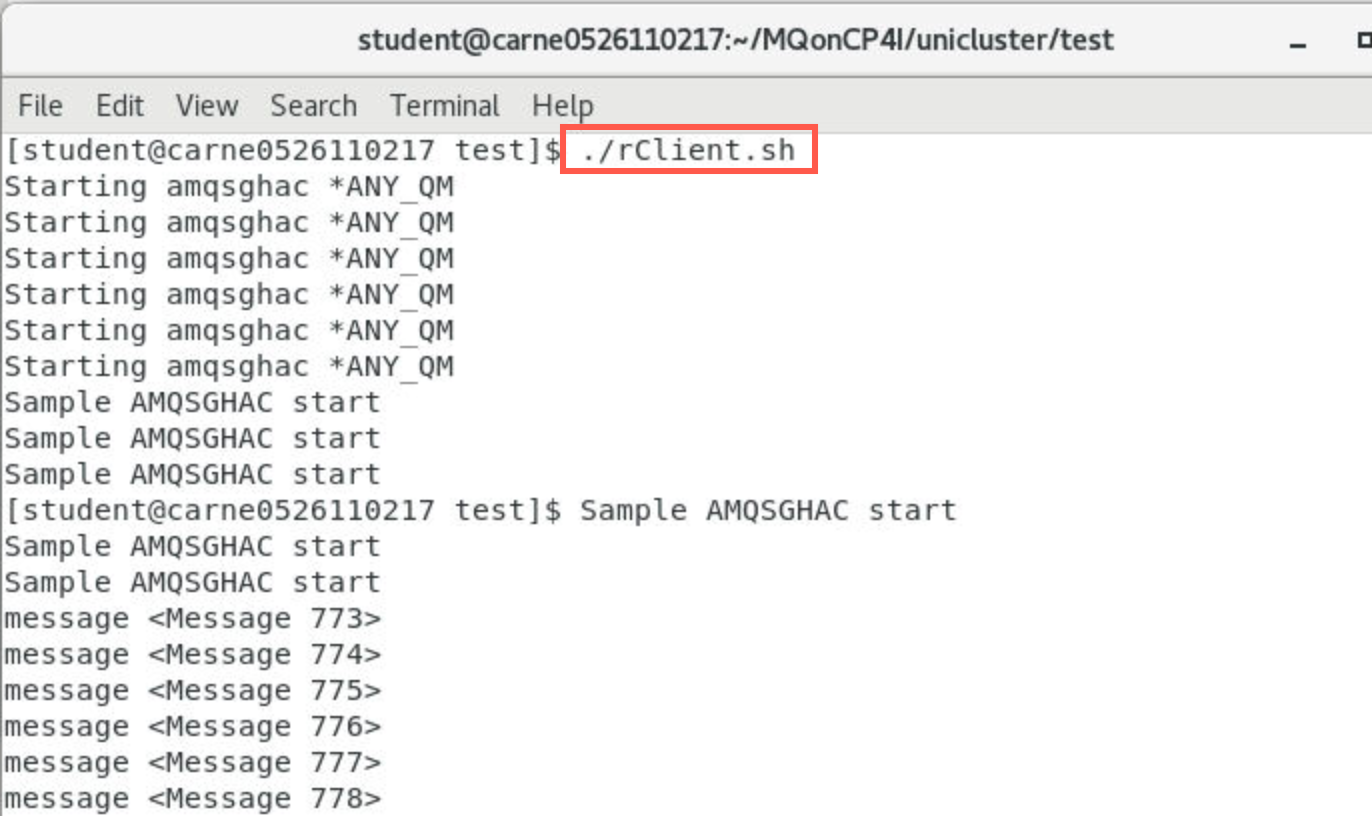 student@carne0526110217:~/MQonCP4I/unicluster/test
File Edit View Search Terminal Help
[student@carne0526110217 test]$ ./rClient.sh
Starting amqsghac *ANY_QM
Starting amqsghac *ANY_QM
Starting amqsghac *ANY_QM
Starting amqsghac *ANY_QM
Starting amqsghac *ANY_QM
Starting amqsghac *ANY_QM
Sample AMQSGHAC start
Sample AMQSGHAC start
Sample AMQSGHAC start
[student@carne0526110217 test]$ Sample AMQSGHAC start
Sample AMQSGHAC start
Sample AMQSGHAC start
message <Message 773>
message <Message 774>
message <Message 775>
message <Message 776>
message <Message 777>
message <Message 778>